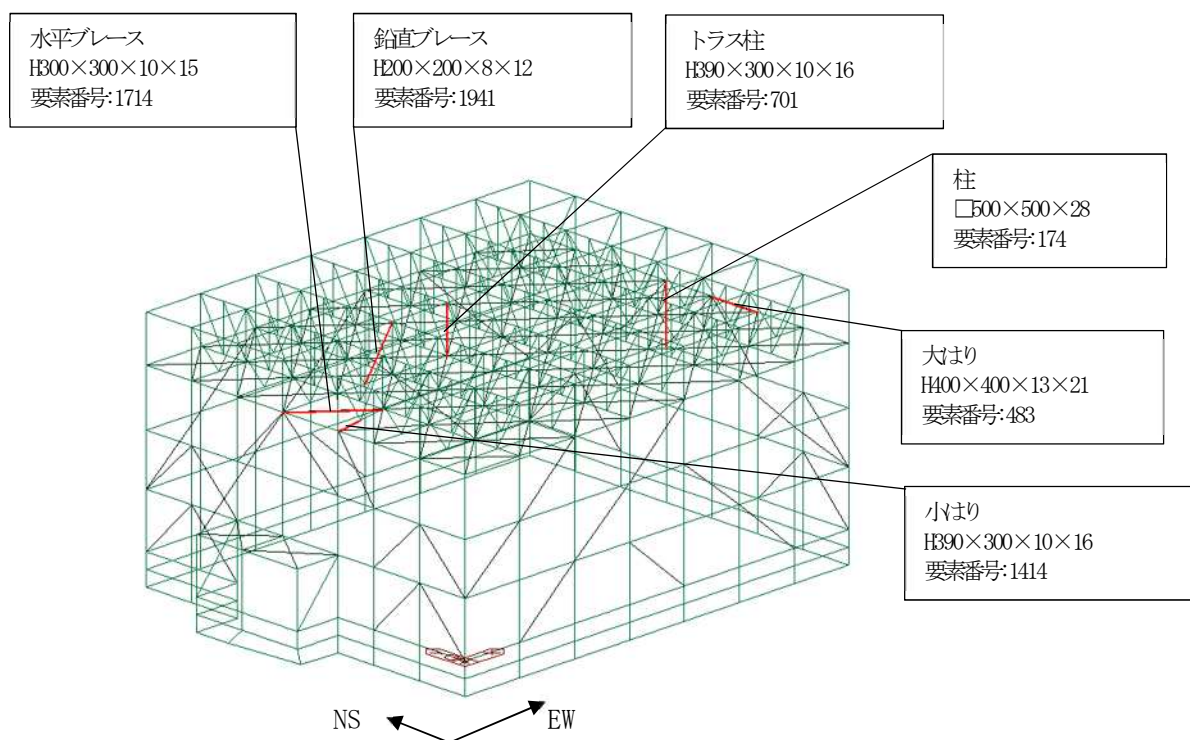 水平ブレース
H300×300×10×15
要素番号:1714
鉛直ブレース
H200×200×8×12
要素番号:1941
トラス柱
H390×300×10×16
要素番号:701
柱
□500×500×28
要素番号:174
大はり
H400×400×13×21
要素番号:483
小はり
H390×300×10×16
要素番号:1414
NS
EW